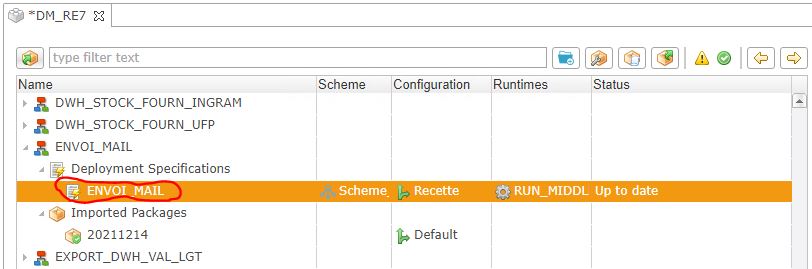 *DM_RE7
type filter text
Name Scheme Configuration Runtimes Status
DWH_STOCK_FOURN_INGRAM
DWH_STOCK_FOURN_UFP
ENVOI_MAIL
Deployment Specifications
ENVOI_MAIL Scheme_ Recette RUN_MIDDL Up to date
Imported Packages
20211214 Default
EXPORT_DWH_VAL_LGT